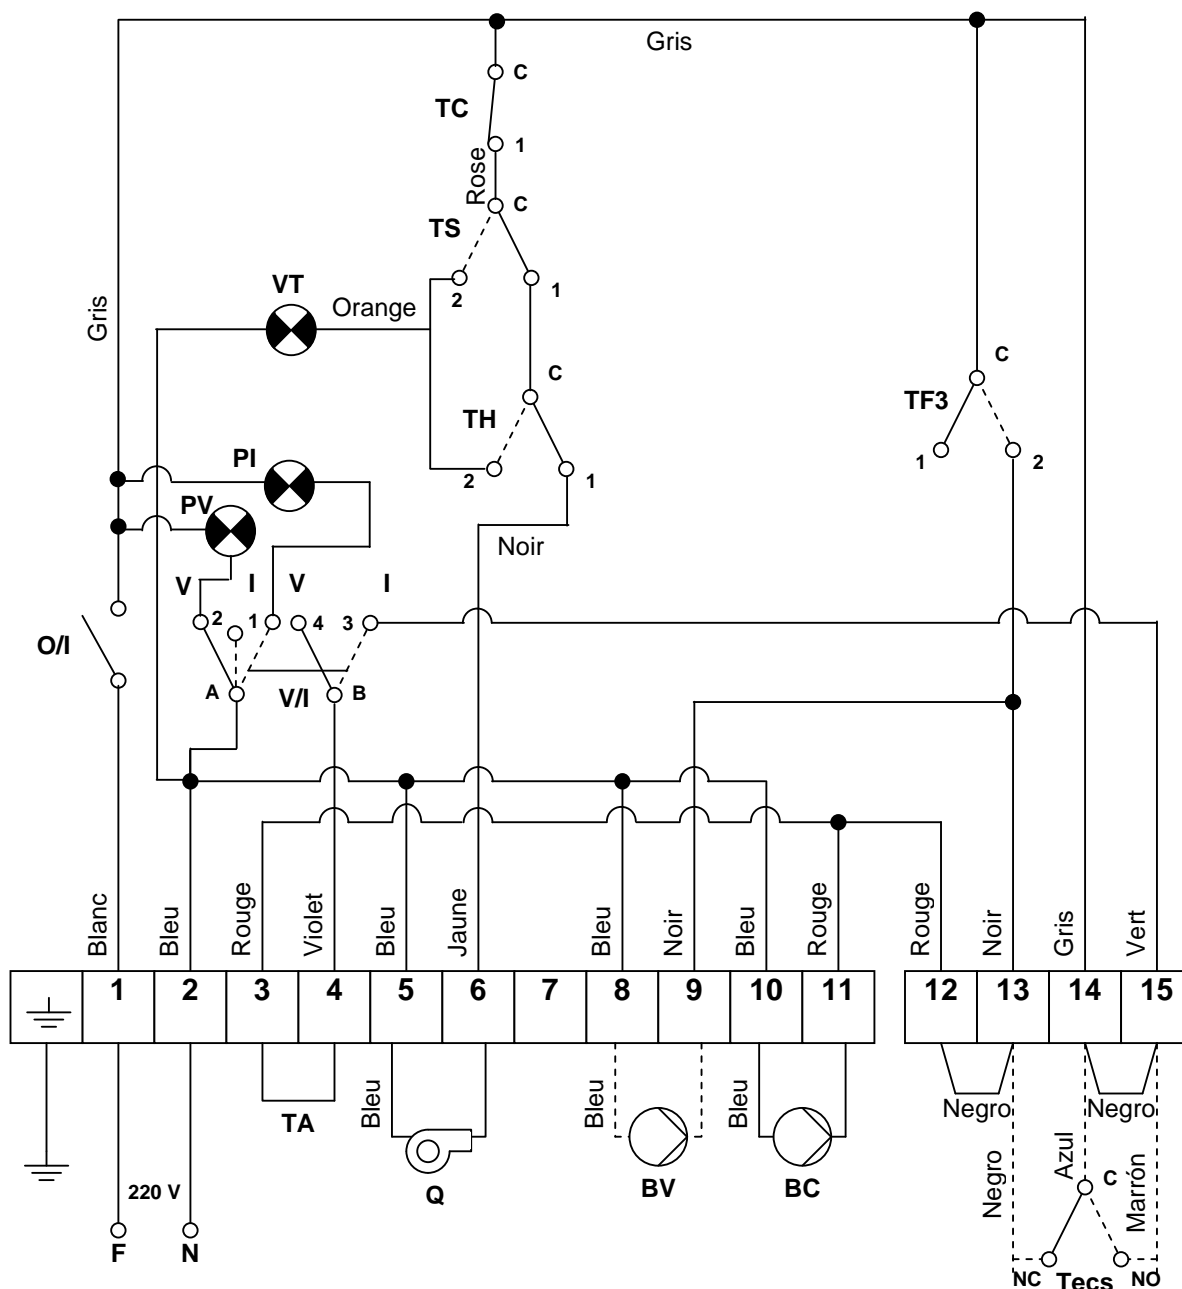 Gris
C
TC
1
Rose
C
TS
2
1
VT
Orange
Gris
C
TH
2
1
C
TF3
1
2
PI
PV
Noir
V
I
V
I
2
1
4
3
O/I
A
V/I
B
Blanc
Bleu
Rouge
Violet
Bleu
Jaune
Bleu
Noir
Bleu
Rouge
Rouge
Noir
Gris
Vert
1 2 3 4 5 6 7 8 9 10 11 12 13 14 15
TA
Bleu
Q
Bleu
BV
Bleu
BC
Negro
Negro
Negro
Azul
C
Marrón
NC
Tecs
NO
220 V
F
N